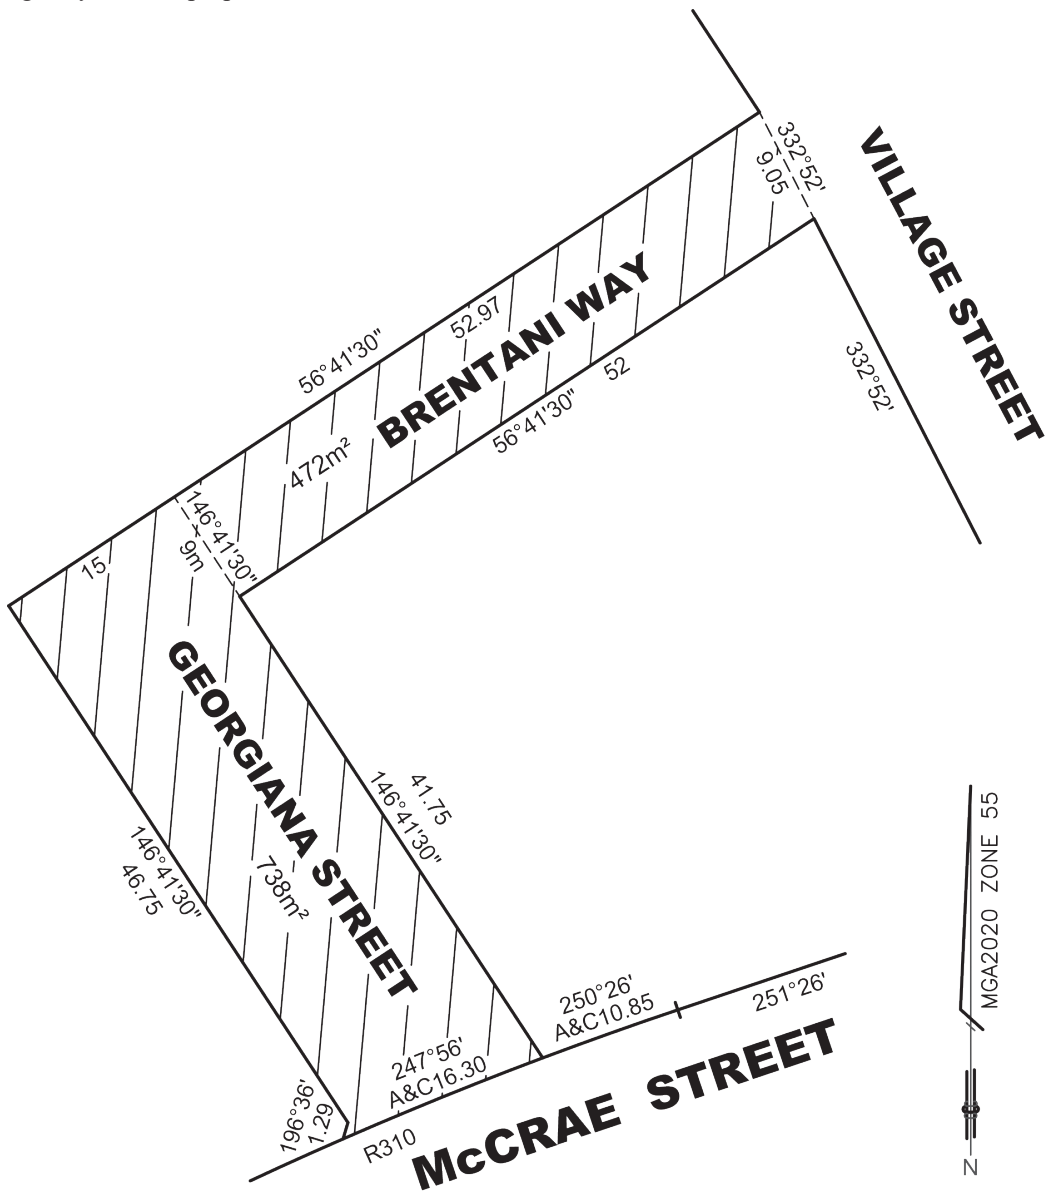 332°52'
9.05
VILLAGE STREET
332°52'
56°41'30"
52.97
BRENTANI WAY
52
56°41'30"
472m²
146°41'30"
9m
15
GEORGIANA STREET
738m²
41.75
146°41'30"
146°41'30"
46.75
250°26'
A&C10.85
251°26'
247°56'
A&C16.30
196°36'
1.29
R310
McCRAE STREET
MGA2020 ZONE 55
N